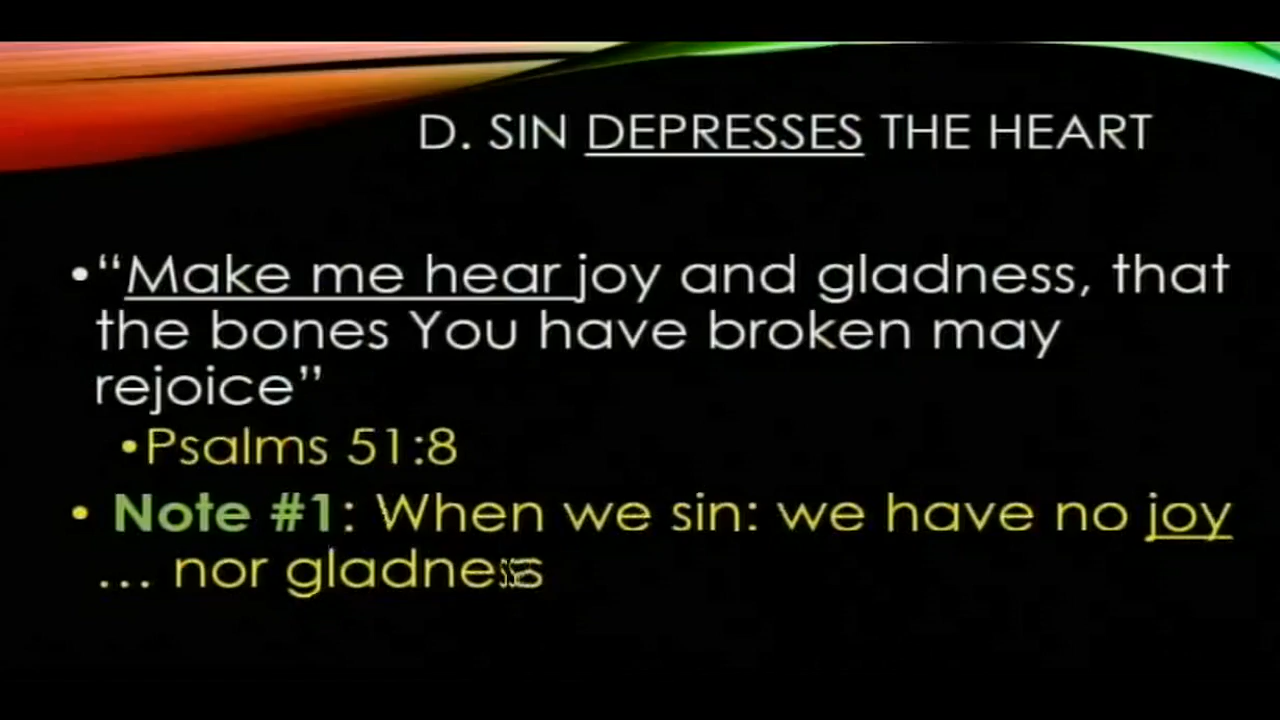 D. SIN DEPRESSES THE HEART
•“Make me hear joy and gladness, that
the bones You have broken may
rejoice”
•Psalms 51:8
• Note #1: When we sin: we have no joy
… nor gladness